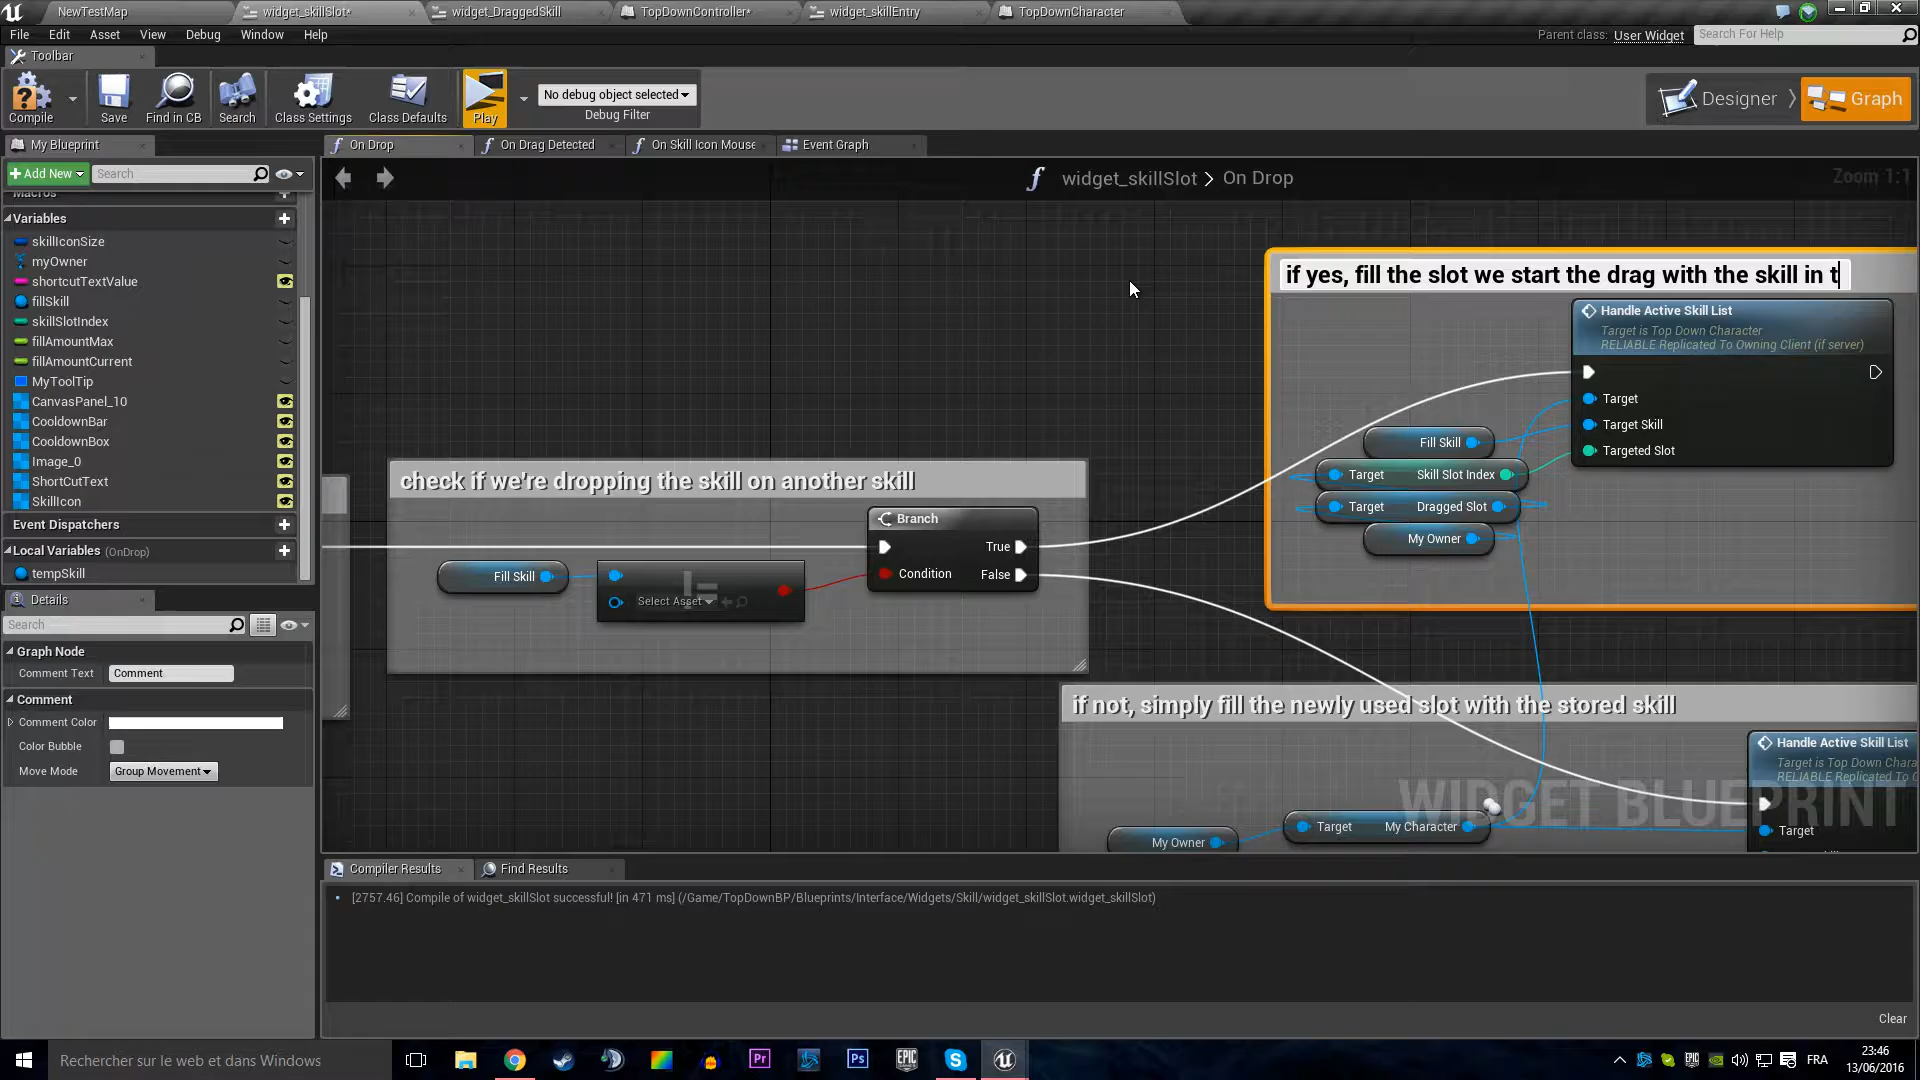 NewTestMap
widget_skillSlot*
widget_DraggedSkill
TopDownController*
widget_skillEntry
TopDownCharacter
File Edit Asset View Debug Window Help
Parent class: User Widget
Search For Help
Toolbar
Compile
Save
Find in CB
Search
Class Settings
Class Defaults
Play
No debug object selected
Debug Filter
Designer
Graph
My Blueprint
On Drop
On Drag Detected
On Skill Icon Mouse
Event Graph
Add New
Search
widget_skillSlot > On Drop
Zoom 1:1
Macros
Variables
skillIconSize
myOwner
shortcutTextValue
fillSkill
skillSlotIndex
fillAmountMax
fillAmountCurrent
MyToolTip
CanvasPanel_10
CooldownBar
CooldownBox
Image_0
ShortCutText
SkillIcon
Event Dispatchers
Local Variables (OnDrop)
tempSkill
Details
Search
Graph Node
Comment Text Comment
Comment
Comment Color
Color Bubble
Move Mode Group Movement
if yes, fill the slot we start the drag with the skill in t
Handle Active Skill List
Target is Top Down Character
RELIABLE Replicated To Owning Client (if server)
Target
Target Skill
Targeted Slot
Fill Skill
Target Skill Slot Index
Target Dragged Slot
My Owner
check if we're dropping the skill on another skill
Branch
True
Condition False
Fill Skill
!=
Select Asset
if not, simply fill the newly used slot with the stored skill
Handle Active Skill List
Target is Top Down Chara
RELIABLE Replicated To O
Target
WIDGET BLUEPRINT
Target My Character
My Owner
Compiler Results
Find Results
[2757.46] Compile of widget_skillSlot successful! [in 471 ms] (/Game/TopDownBP/Blueprints/Interface/Widgets/Skill/widget_skillSlot.widget_skillSlot)
Clear
Rechercher sur le web et dans Windows
Pr
Ps
EPIC GAMES
FRA
23:46
13/06/2016